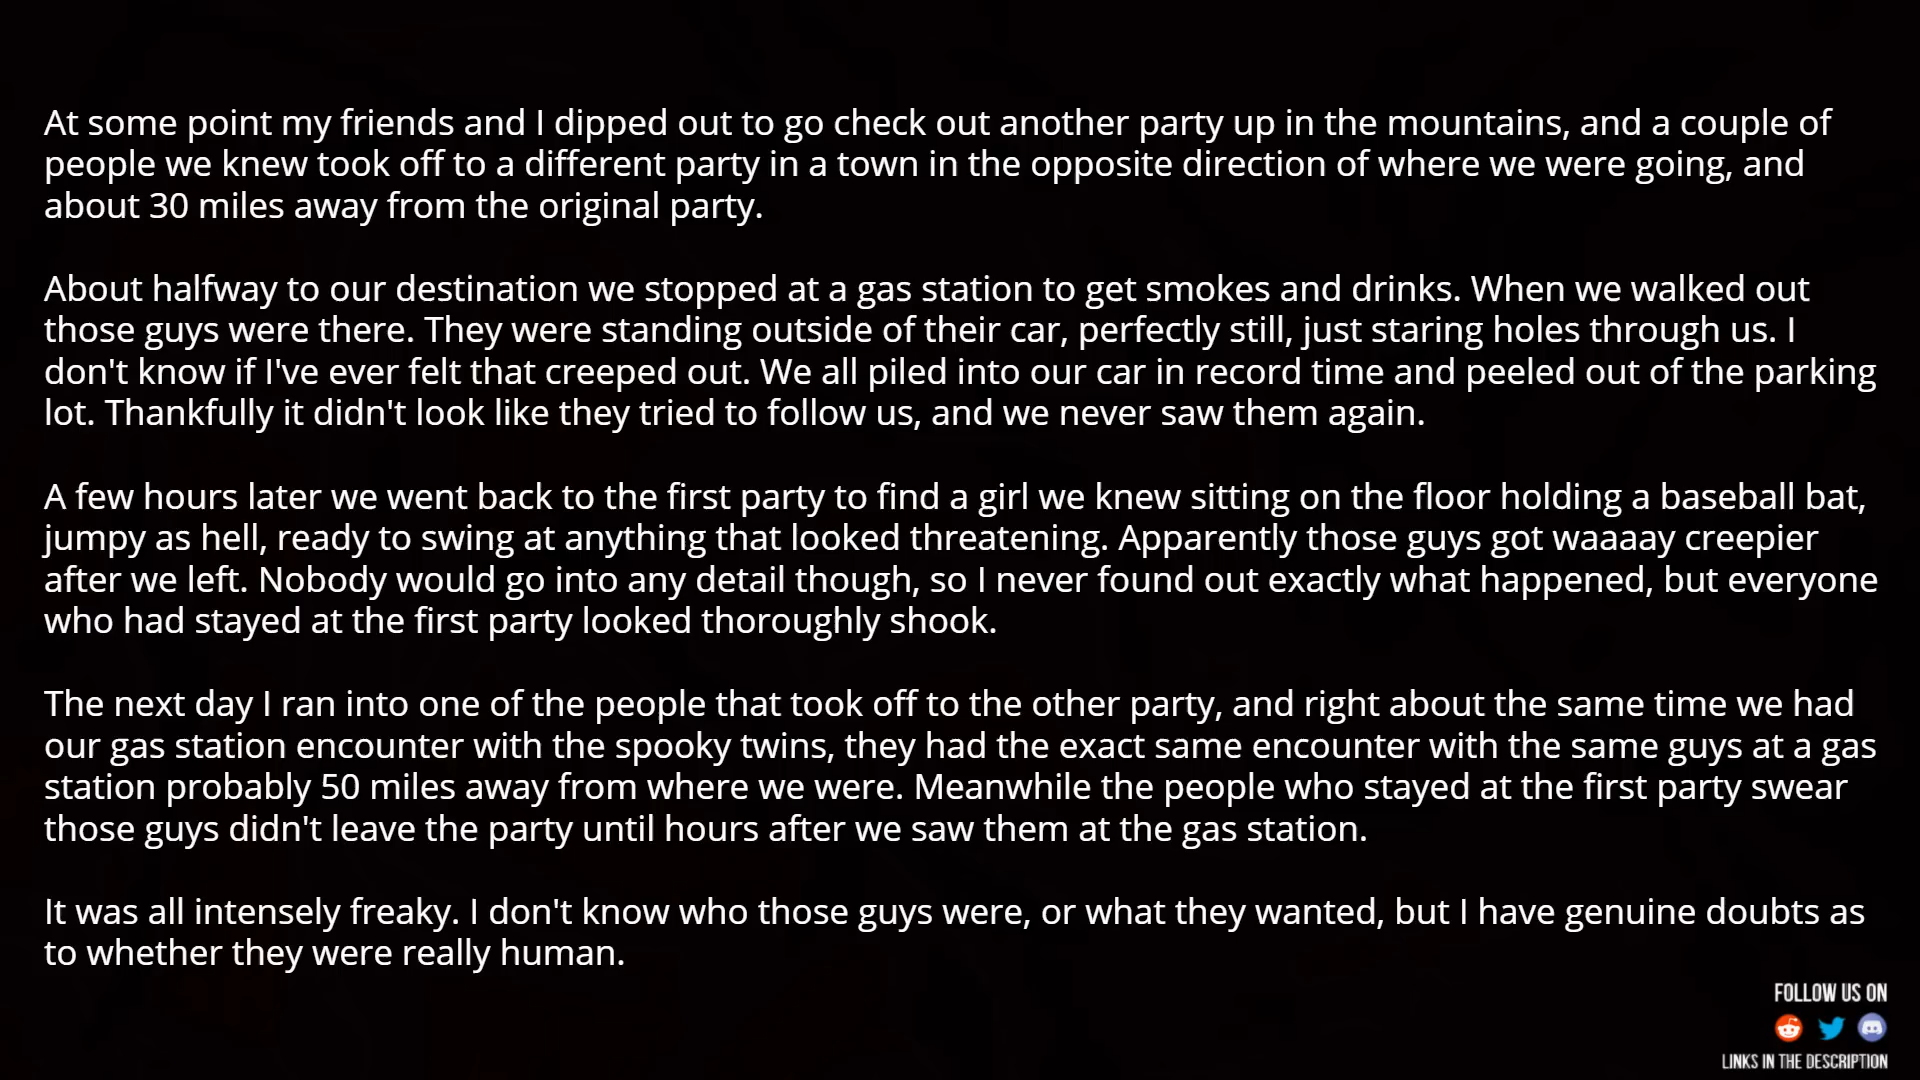 At some point my friends and I dipped out to go check out another party up in the mountains, and a couple of
people we knew took off to a different party in a town in the opposite direction of where we were going, and
about 30 miles away from the original party.
About halfway to our destination we stopped at a gas station to get smokes and drinks. When we walked out
those guys were there. They were standing outside of their car, perfectly still, just staring holes through us. I
don't know if I've ever felt that creeped out. We all piled into our car in record time and peeled out of the parking
lot. Thankfully it didn't look like they tried to follow us, and we never saw them again.
A few hours later we went back to the first party to find a girl we knew sitting on the floor holding a baseball bat,
jumpy as hell, ready to swing at anything that looked threatening. Apparently those guys got waaaay creepier
after we left. Nobody would go into any detail though, so I never found out exactly what happened, but everyone
who had stayed at the first party looked thoroughly shook.
The next day I ran into one of the people that took off to the other party, and right about the same time we had
our gas station encounter with the spooky twins, they had the exact same encounter with the same guys at a gas
station probably 50 miles away from where we were. Meanwhile the people who stayed at the first party swear
those guys didn't leave the party until hours after we saw them at the gas station.
It was all intensely freaky. I don't know who those guys were, or what they wanted, but I have genuine doubts as
to whether they were really human.
FOLLOW US ON
LINKS IN THE DESCRIPTION